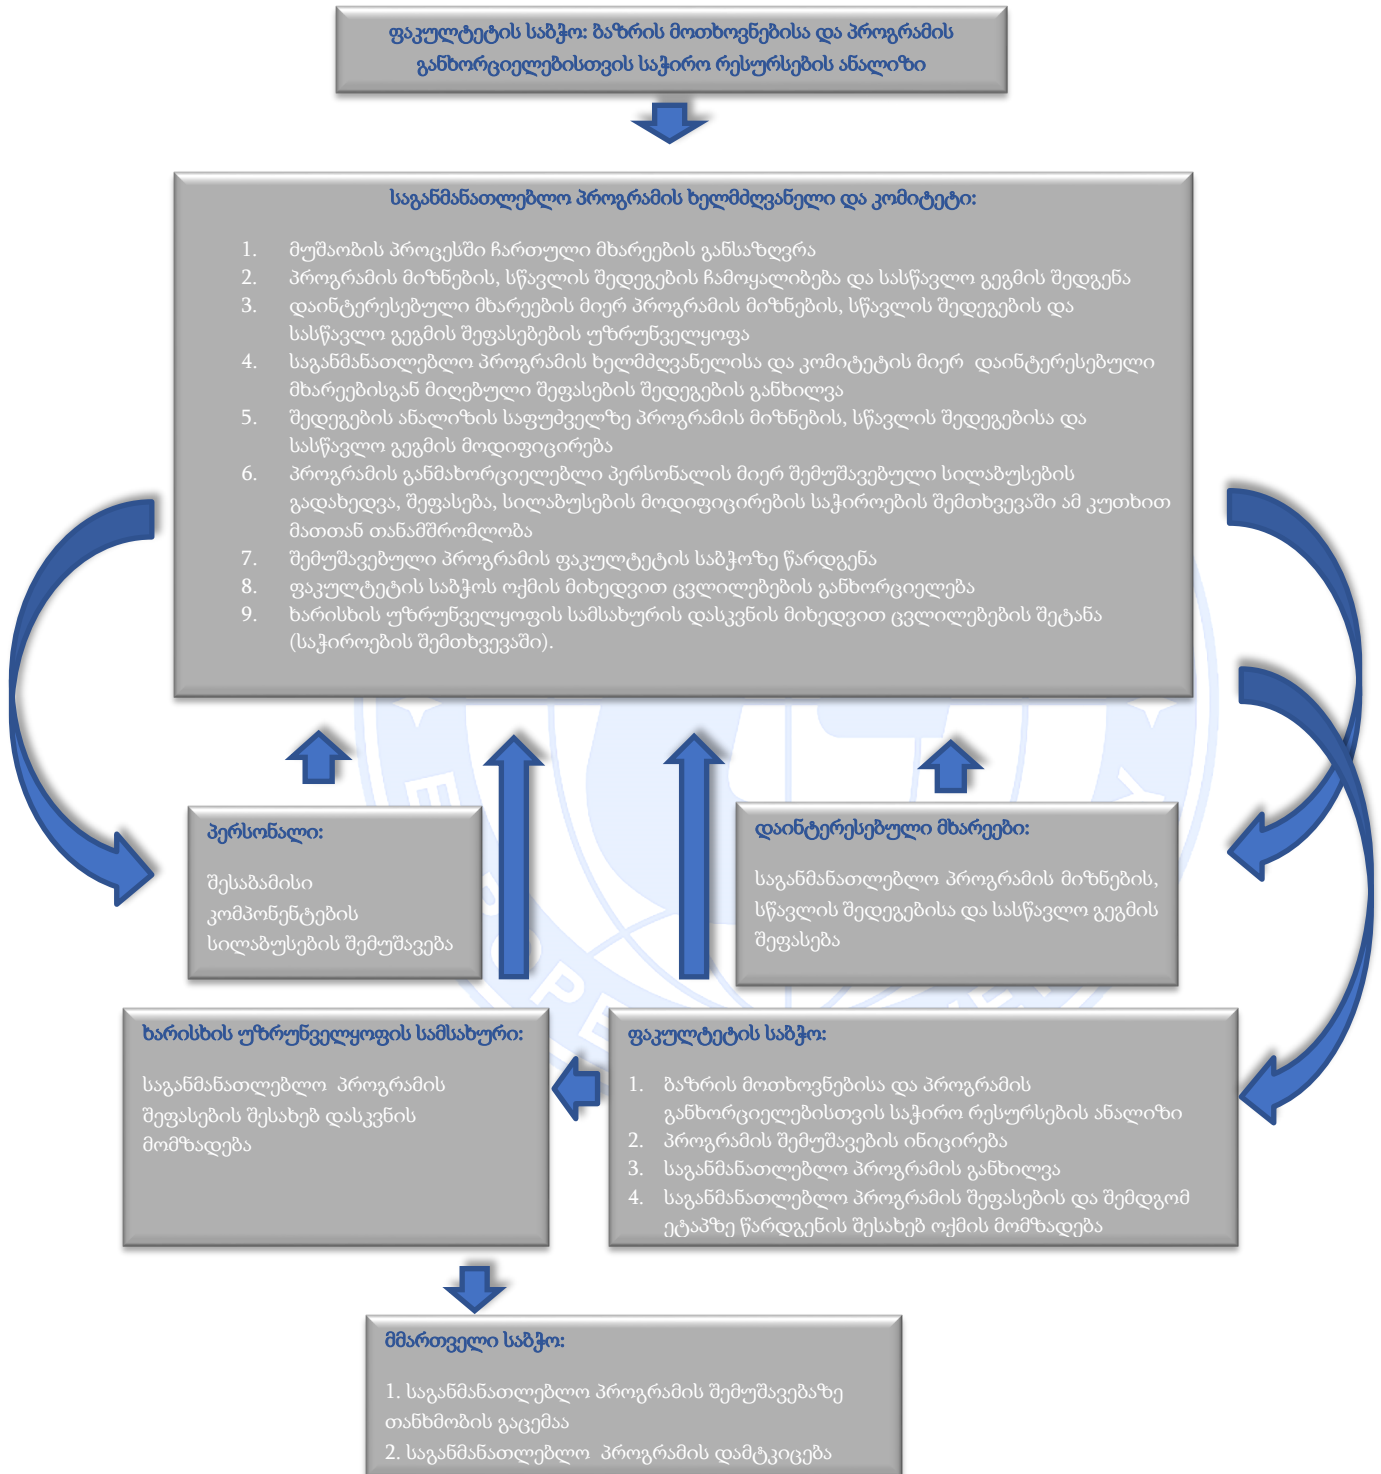 ფაკულტეტის საბჭო: ბაზრის მოთხოვნებისა და პროგრამის
განხორციელებისთვის საჭირო რესურსების ანალიზი
საგანმანათლებლო პროგრამის ხელმძღვანელი და კომიტეტი:
1. მუშაობის პროცესში ჩართული მხარეების განსაზღვრა
2. პროგრამის მიზნების, სწავლის შედეგების ჩამოყალიბება და სასწავლო გეგმის შედგენა
3. დაინტერესებული მხარეების მიერ პროგრამის მიზნების, სწავლის შედეგების და
სასწავლო გეგმის შეფასებების უზრუნველყოფა
4. საგანმანათლებლო პროგრამის ხელმძღვანელისა და კომიტეტის მიერ დაინტერესებული
მხარეებისგან მიღებული შეფასების შედეგების განხილვა
5. შედეგების ანალიზის საფუძველზე პროგრამის მიზნების, სწავლის შედეგებისა და
სასწავლო გეგმის მოდიფიცირება
6. პროგრამის განმახორციელებლი პერსონალის მიერ შემუშავებული სილაბუსების
გადახედვა, შეფასება, სილაბუსების მოდიფიცირების საჭიროების შემთხვევაში ამ კუთხით
მათთან თანამშრომლობა
7. შემუშავებული პროგრამის ფაკულტეტის საბჭოზე წარდგენა
8. ფაკულტეტის საბჭოს ოქმის მიხედვით ცვლილებების განხორციელება
9. ხარისხის უზრუნველყოფის სამსახურის დასკვნის მიხედვით ცვლილებების შეტანა
(საჭიროების შემთხვევაში).
პერსონალი:
შესაბამისი
კომპონენტების
სილაბუსების შემუშავება
დაინტერესებული მხარეები:
საგანმანათლებლო პროგრამის მიზნების,
სწავლის შედეგებისა და სასწავლო გეგმის
შეფასება
ხარისხის უზრუნველყოფის სამსახური:
საგანმანათლებლო პროგრამის
შეფასების შესახებ დასკვნის
მომზადება
ფაკულტეტის საბჭო:
1. ბაზრის მოთხოვნებისა და პროგრამის
განხორციელებისთვის საჭირო რესურსების ანალიზი
2. პროგრამის შემუშავების ინიცირება
3. საგანმანათლებლო პროგრამის განხილვა
4. საგანმანათლებლო პროგრამის შეფასების და შემდგომ
ეტაპზე წარდგენის შესახებ ოქმის მომზადება
მმართველი საბჭო:
1. საგანმანათლებლო პროგრამის შემუშავებაზე
თანხმობის გაცემაა
2. საგანმანათლებლო პროგრამის დამტკიცება